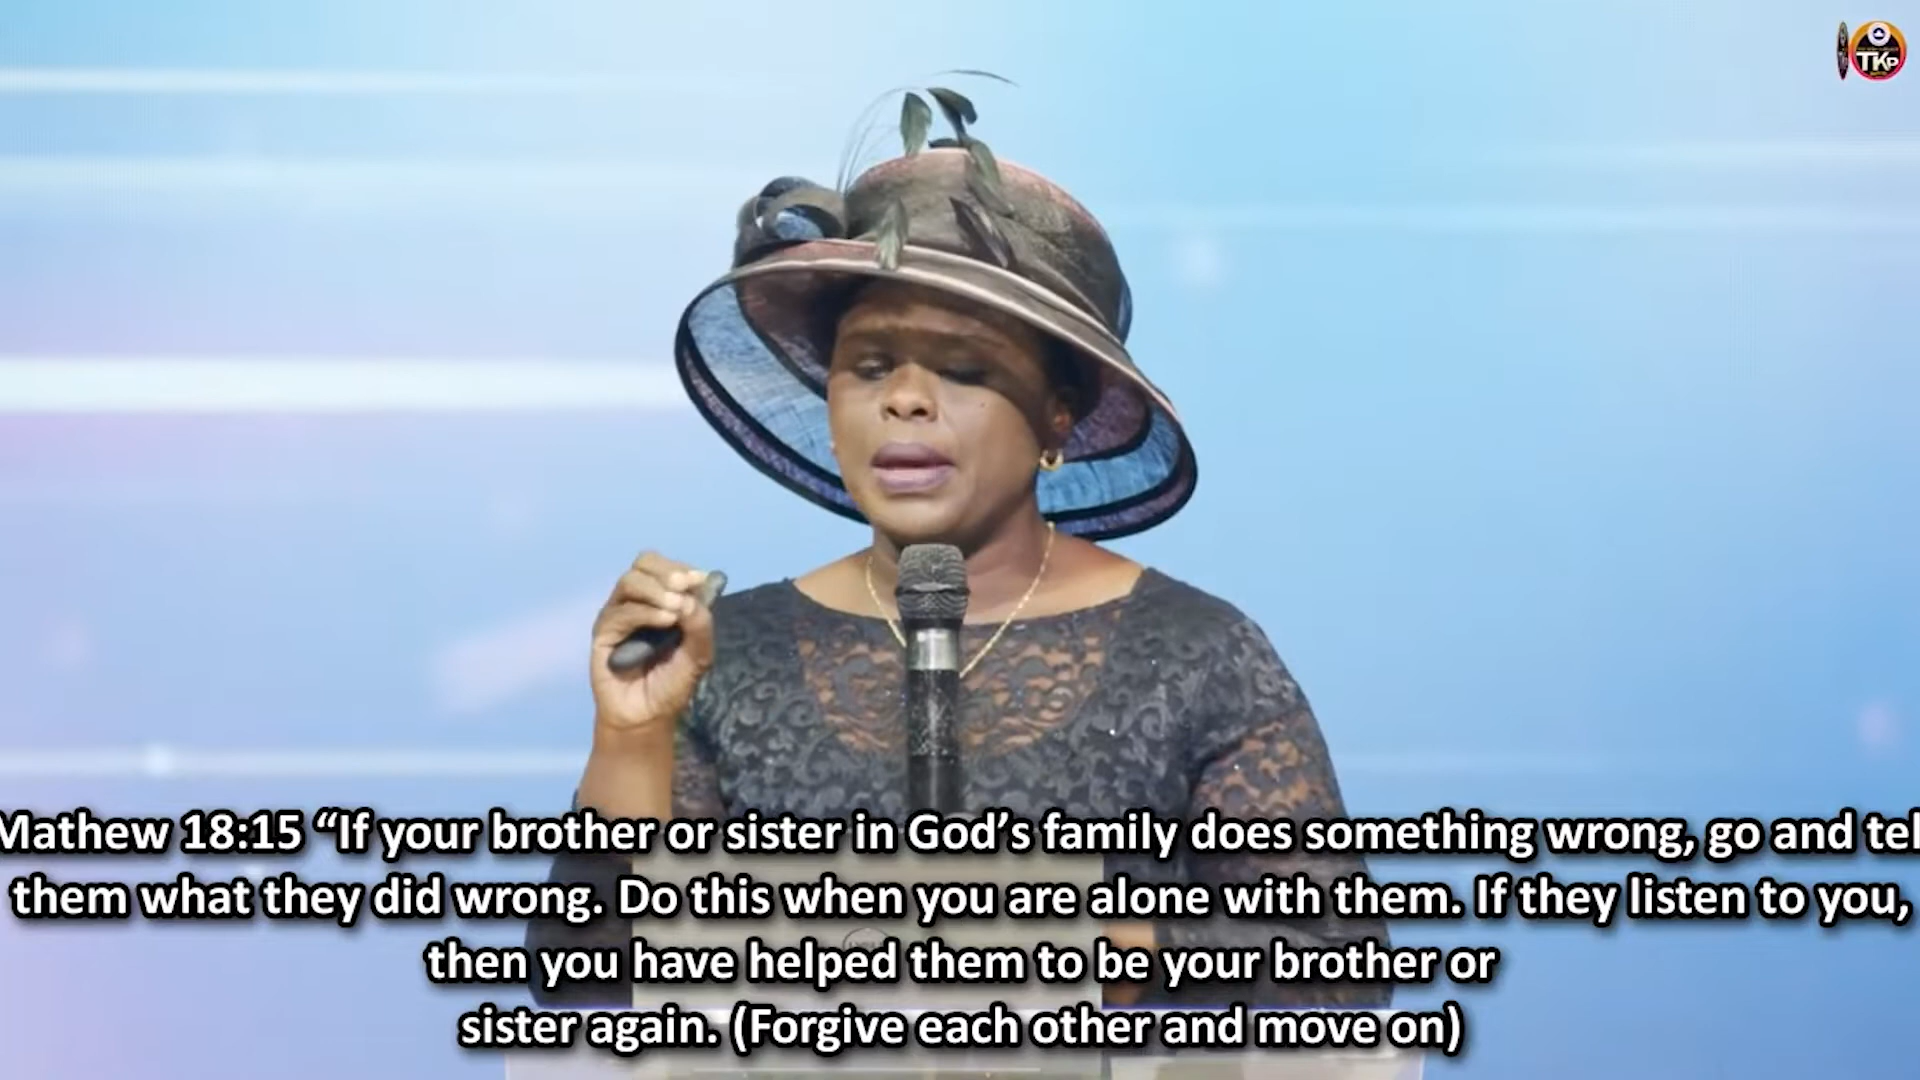 TKP
Mathew 18:15 “If your brother or sister in God’s family does something wrong, go and tel
them what they did wrong. Do this when you are alone with them. If they listen to you,
then you have helped them to be your brother or
sister again. (Forgive each other and move on)